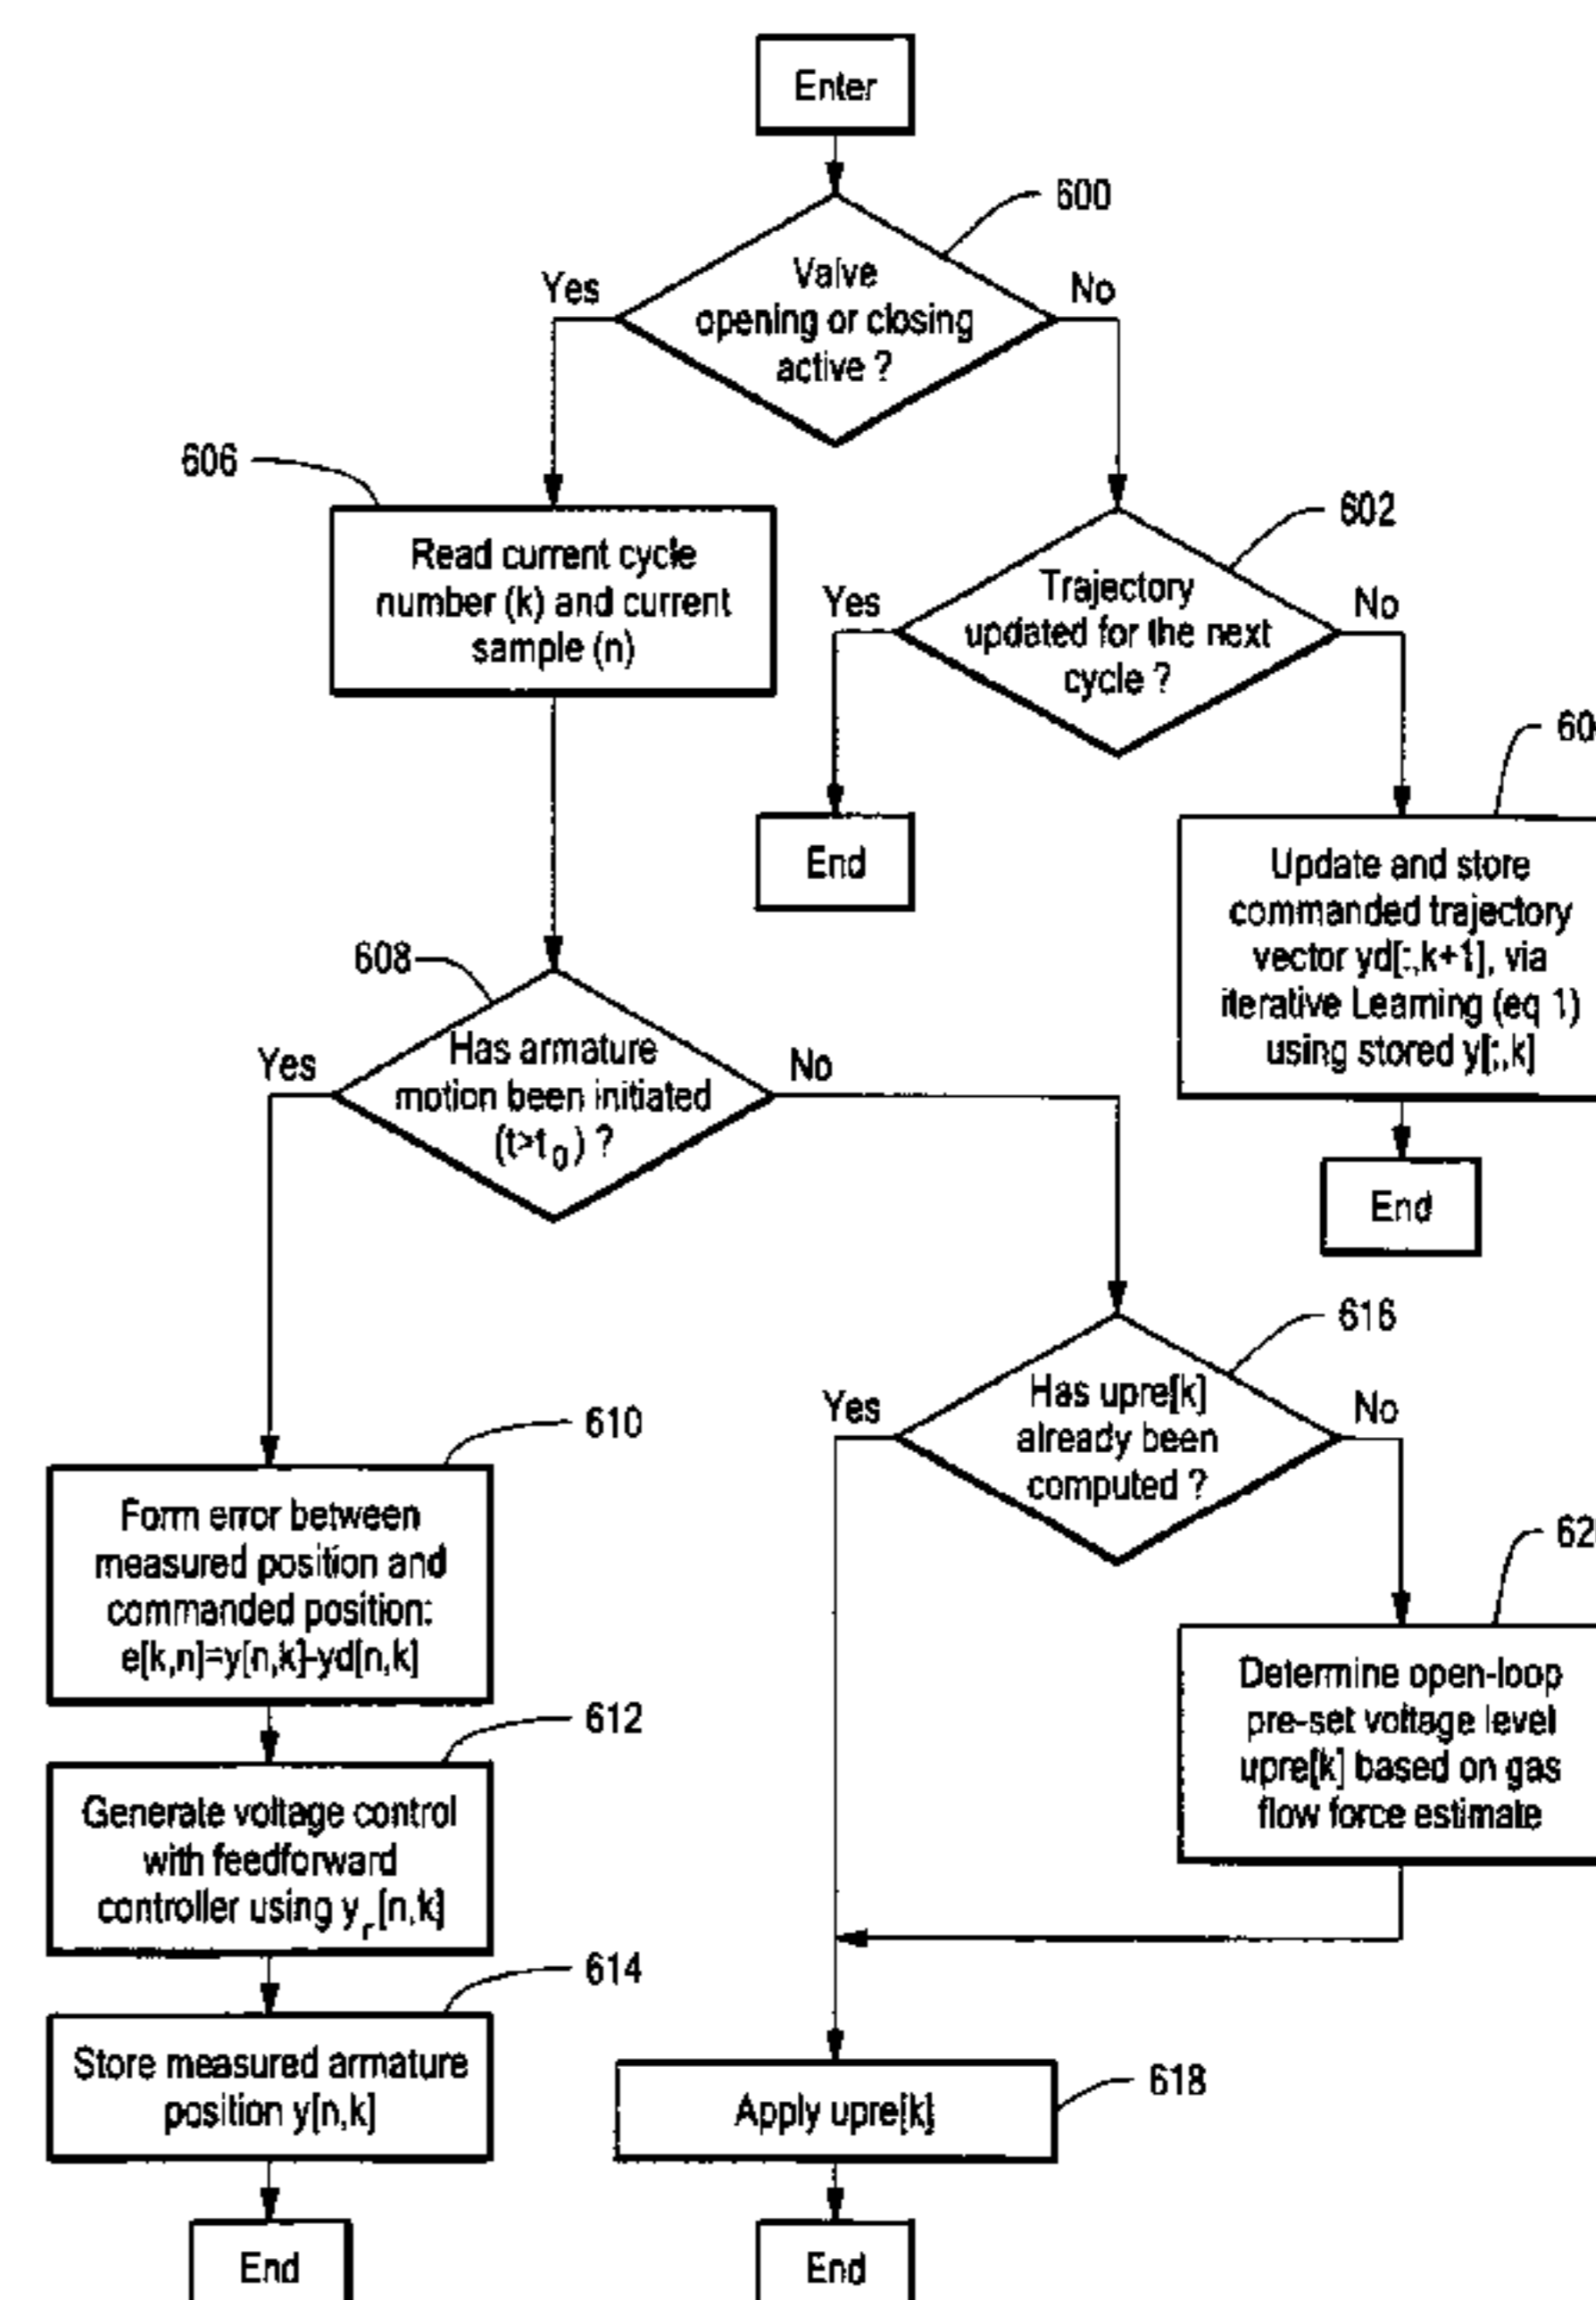 Enter
600
Valve
opening or closing
active ?
Yes
No
606
Read current cycle
number (k) and current
sample (n)
602
Trajectory
updated for the next
cycle ?
Yes
No
End
60
Update and store
commanded trajectory
vector yd[:,k+1], via
iterative Learning (eq 1)
using stored y[:,k]
End
608
Has armature
motion been initiated
(t>t0) ?
Yes
No
616
Has upre[k]
already been
computed ?
Yes
No
610
Form error between
measured position and
commanded position:
e[k,n]=y[n,k]-yd[n,k]
62
Determine open-loop
pre-set voltage level
upre[k] based on gas
flow force estimate
612
Generate voltage control
with feedforward
controller using yr[n,k]
614
Store measured armature
position y[n,k]
618
Apply upre[k]
End
End